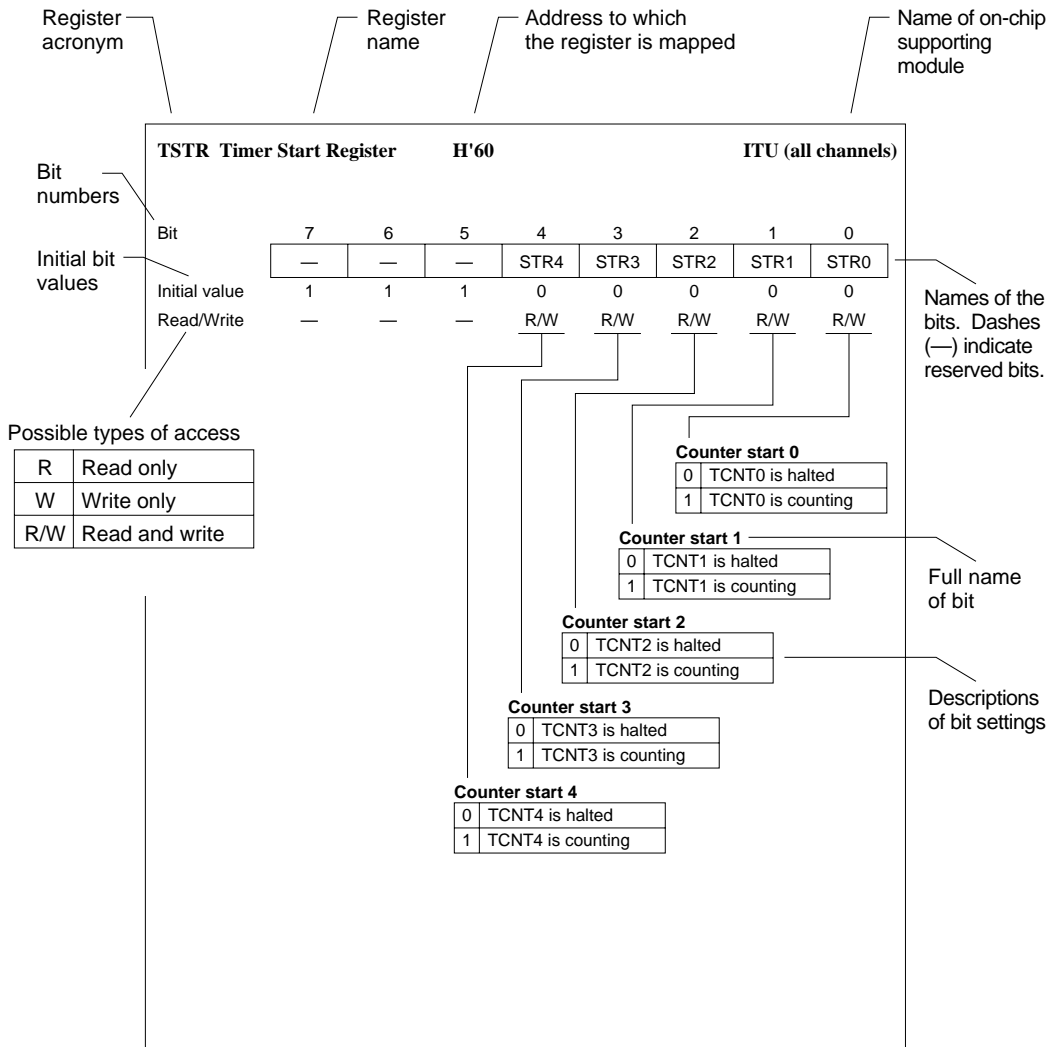 Register
acronym
Register
name
Address to which
the register is mapped
Name of on-chip
supporting
module
TSTR Timer Start Register H'60 ITU (all channels)
Bit
numbers
Bit 7 6 5 4 3 2 1 0
— — — STR4 STR3 STR2 STR1 STR0
Initial bit
values
Initial value 1 1 1 0 0 0 0 0
Read/Write — — — R/W R/W R/W R/W R/W
Names of the
bits. Dashes
(—) indicate
reserved bits.
Possible types of access
R Read only
W Write only
R/W Read and write
Counter start 0
0 TCNT0 is halted
1 TCNT0 is counting
Counter start 1
0 TCNT1 is halted
1 TCNT1 is counting
Full name
of bit
Counter start 2
0 TCNT2 is halted
1 TCNT2 is counting
Descriptions
of bit settings
Counter start 3
0 TCNT3 is halted
1 TCNT3 is counting
Counter start 4
0 TCNT4 is halted
1 TCNT4 is counting